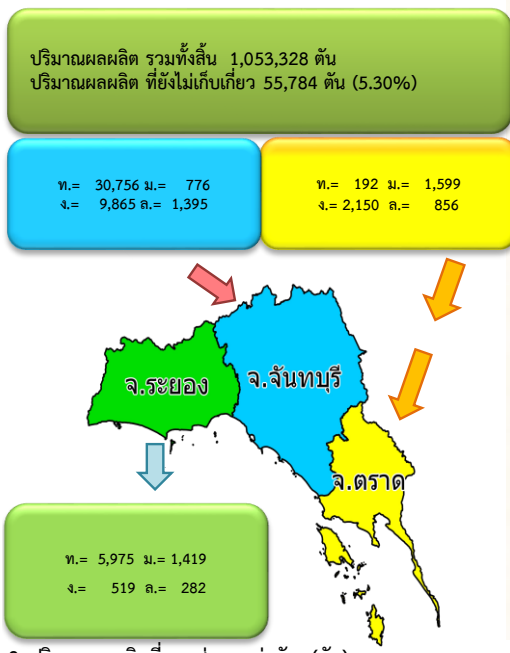 ปริมาณผลผลิต รวมทั้งสิ้น 1,053,328 ตัน
ปริมาณผลผลิต ที่ยังไม่เก็บเกี่ยว 55,784 ตัน (5.30%)
ท.= 30,756 ม.= 776
ง.= 9,865 ล.= 1,395
ท.= 192 ม.= 1,599
ง.= 2,150 ล.= 856
จ.ระยอง
จ.จันทบุรี
จ.ตราด
ท.= 5,975 ม.= 1,419
ง.= 519 ล.= 282